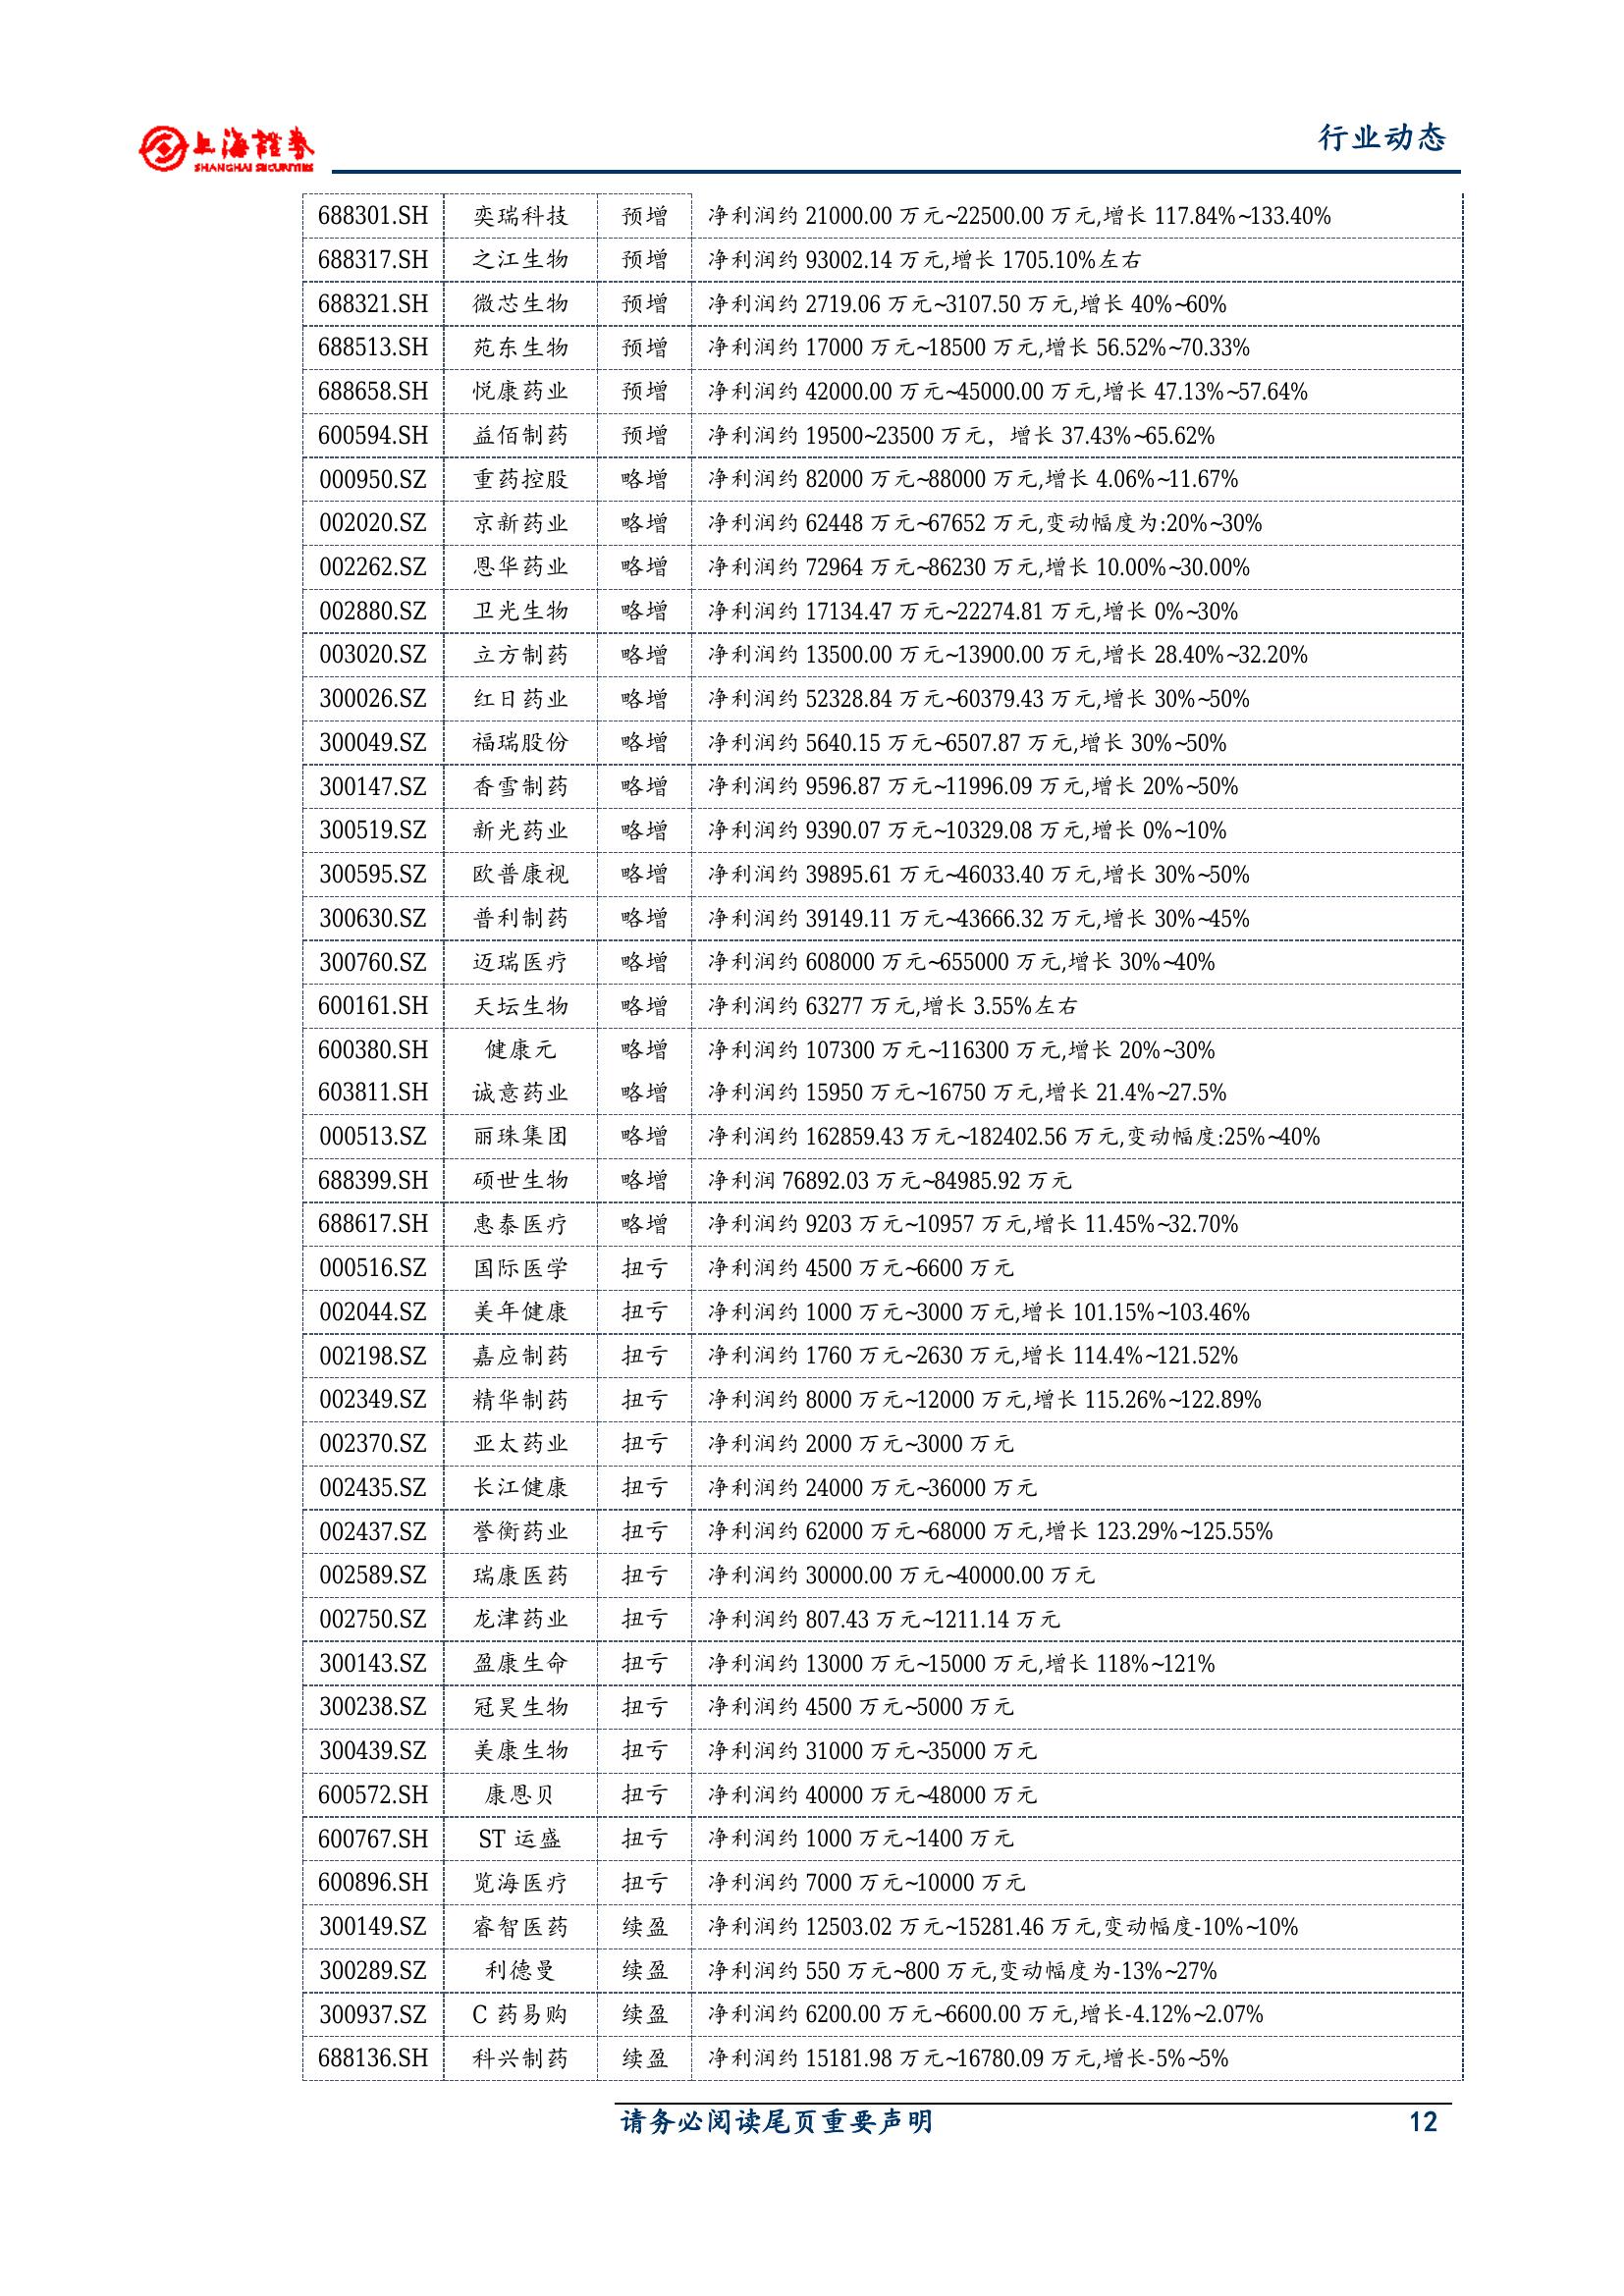 上海證券
SHANGHAI SECURITIES
行业动态
688301.SH 奕瑞科技 预增 净利润约 21000.00 万元~22500.00 万元,增长 117.84%~133.40%
688317.SH 之江生物 预增 净利润约 93002.14 万元,增长 1705.10%左右
688321.SH 微芯生物 预增 净利润约 2719.06 万元~3107.50 万元,增长 40%~60%
688513.SH 苑东生物 预增 净利润约 17000 万元~18500 万元,增长 56.52%~70.33%
688658.SH 悦康药业 预增 净利润约 42000.00 万元~45000.00 万元,增长 47.13%~57.64%
600594.SH 益佰制药 预增 净利润约 19500~23500 万元，增长 37.43%~65.62%
000950.SZ 重药控股 略增 净利润约 82000 万元~88000 万元,增长 4.06%~11.67%
002020.SZ 京新药业 略增 净利润约 62448 万元~67652 万元,变动幅度为:20%~30%
002262.SZ 恩华药业 略增 净利润约 72964 万元~86230 万元,增长 10.00%~30.00%
002880.SZ 卫光生物 略增 净利润约 17134.47 万元~22274.81 万元,增长 0%~30%
003020.SZ 立方制药 略增 净利润约 13500.00 万元~13900.00 万元,增长 28.40%~32.20%
300026.SZ 红日药业 略增 净利润约 52328.84 万元~60379.43 万元,增长 30%~50%
300049.SZ 福瑞股份 略增 净利润约 5640.15 万元~6507.87 万元,增长 30%~50%
300147.SZ 香雪制药 略增 净利润约 9596.87 万元~11996.09 万元,增长 20%~50%
300519.SZ 新光药业 略增 净利润约 9390.07 万元~10329.08 万元,增长 0%~10%
300595.SZ 欧普康视 略增 净利润约 39895.61 万元~46033.40 万元,增长 30%~50%
300630.SZ 普利制药 略增 净利润约 39149.11 万元~43666.32 万元,增长 30%~45%
300760.SZ 迈瑞医疗 略增 净利润约 608000 万元~655000 万元,增长 30%~40%
600161.SH 天坛生物 略增 净利润约 63277 万元,增长 3.55%左右
600380.SH 健康元 略增 净利润约 107300 万元~116300 万元,增长 20%~30%
603811.SH 诚意药业 略增 净利润约 15950 万元~16750 万元,增长 21.4%~27.5%
000513.SZ 丽珠集团 略增 净利润约 162859.43 万元~182402.56 万元,变动幅度:25%~40%
688399.SH 硕世生物 略增 净利润 76892.03 万元~84985.92 万元
688617.SH 惠泰医疗 略增 净利润约 9203 万元~10957 万元,增长 11.45%~32.70%
000516.SZ 国际医学 扭亏 净利润约 4500 万元~6600 万元
002044.SZ 美年健康 扭亏 净利润约 1000 万元~3000 万元,增长 101.15%~103.46%
002198.SZ 嘉应制药 扭亏 净利润约 1760 万元~2630 万元,增长 114.4%~121.52%
002349.SZ 精华制药 扭亏 净利润约 8000 万元~12000 万元,增长 115.26%~122.89%
002370.SZ 亚太药业 扭亏 净利润约 2000 万元~3000 万元
002435.SZ 长江健康 扭亏 净利润约 24000 万元~36000 万元
002437.SZ 誉衡药业 扭亏 净利润约 62000 万元~68000 万元,增长 123.29%~125.55%
002589.SZ 瑞康医药 扭亏 净利润约 30000.00 万元~40000.00 万元
002750.SZ 龙津药业 扭亏 净利润约 807.43 万元~1211.14 万元
300143.SZ 盈康生命 扭亏 净利润约 13000 万元~15000 万元,增长 118%~121%
300238.SZ 冠昊生物 扭亏 净利润约 4500 万元~5000 万元
300439.SZ 美康生物 扭亏 净利润约 31000 万元~35000 万元
600572.SH 康恩贝 扭亏 净利润约 40000 万元~48000 万元
600767.SH ST 运盛 扭亏 净利润约 1000 万元~1400 万元
600896.SH 览海医疗 扭亏 净利润约 7000 万元~10000 万元
300149.SZ 睿智医药 续盈 净利润约 12503.02 万元~15281.46 万元,变动幅度-10%~10%
300289.SZ 利德曼 续盈 净利润约 550 万元~800 万元,变动幅度为-13%~27%
300937.SZ C 药易购 续盈 净利润约 6200.00 万元~6600.00 万元,增长-4.12%~2.07%
688136.SH 科兴制药 续盈 净利润约 15181.98 万元~16780.09 万元,增长-5%~5%
请务必阅读尾页重要声明 12